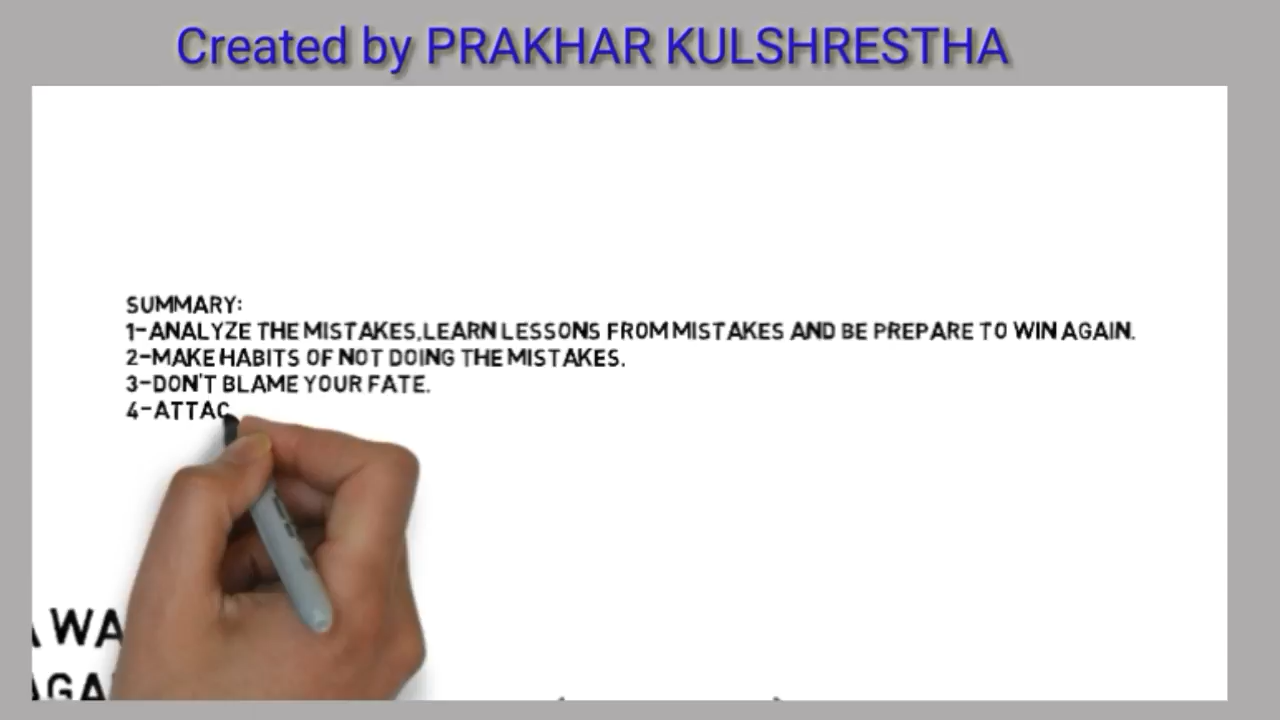 Created by PRAKHAR KULSHRESTHA
SUMMARY:
1-ANALYZE THE MISTAKES,LEARN LESSONS FROM MISTAKES AND BE PREPARE TO WIN AGAIN.
2-MAKE HABITS OF NOT DOING THE MISTAKES.
3-DON'T BLAME YOUR FATE.
4-ATTAC